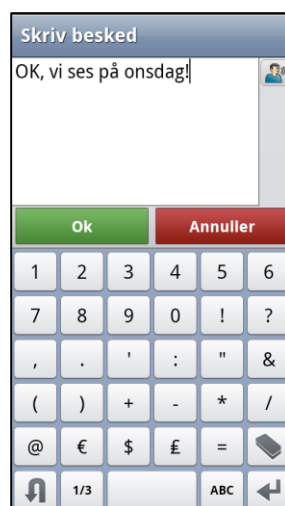 Skriv besked
OK, vi ses på onsdag!
Ok Annuller
1 2 3 4 5 6
7 8 9 0 ! ?
, . ' : " &
( ) + - * /
@ € $ ₤ =
1/3 ABC